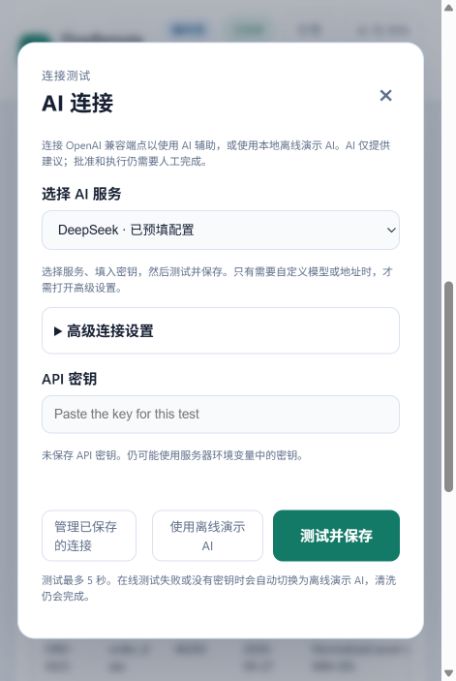 连接测试
AI 连接
✕
连接 OpenAI 兼容端点以使用 AI 辅助，或使用本地离线演示 AI。AI 仅提供
建议；批准和执行仍需要人工完成。
选择 AI 服务
DeepSeek · 已预填配置
选择服务、填入密钥，然后测试并保存。只有需要自定义模型或地址时，才
需打开高级设置。
▶ 高级连接设置
API 密钥
Paste the key for this test
未保存 API 密钥。仍可能使用服务器环境变量中的密钥。
管理已保存
的连接
使用离线演示
AI
测试并保存
测试最多 5 秒。在线测试失败或没有密钥时会自动切换为离线演示 AI，清洗
仍会完成。